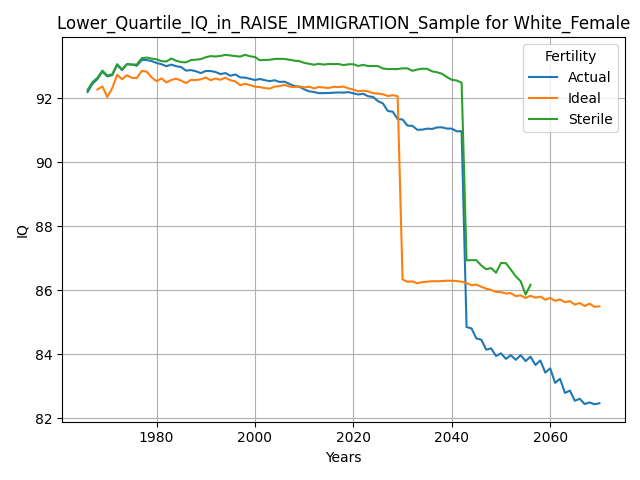 Lower_Quartile_IQ_in_RAISE_IMMIGRATION_Sample for White_Female
Fertility
Actual
Ideal
Sterile
IQ
92
90
88
86
84
82
1980 2000 2020 2040 2060
Years